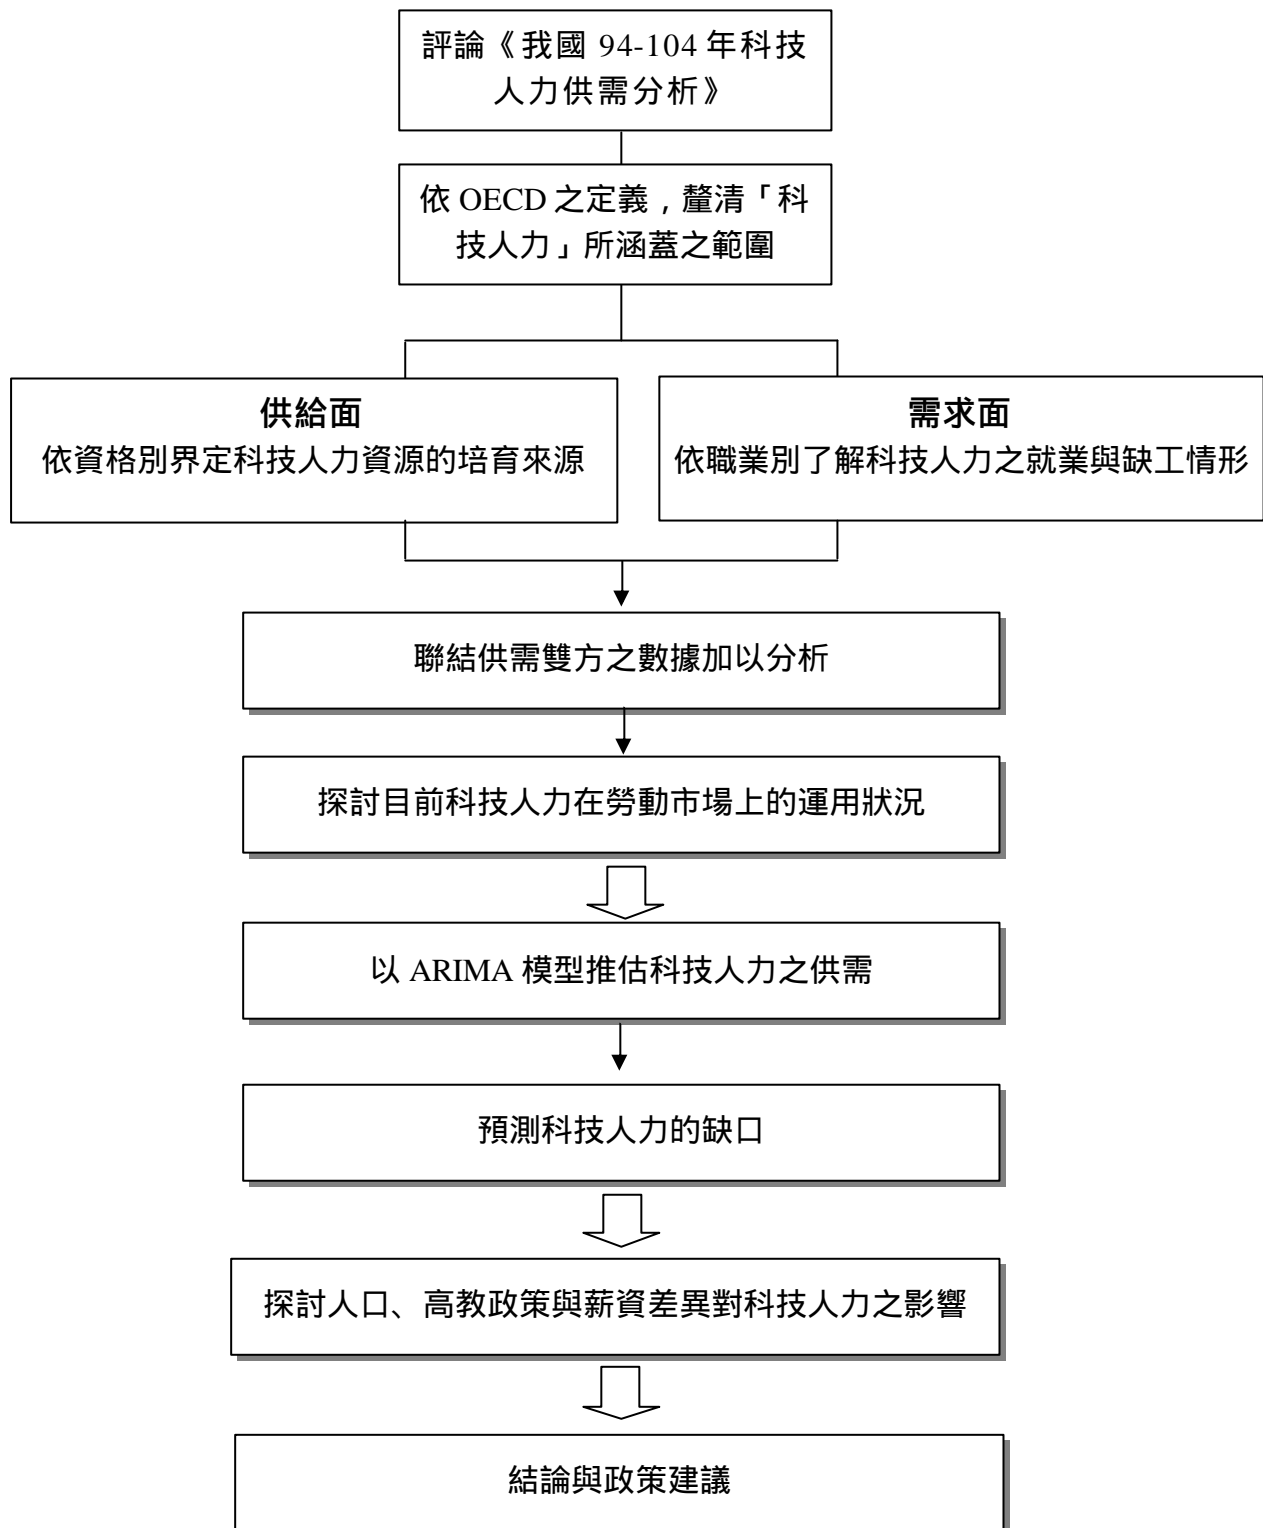 評論《我國 94-104 年科技
人力供需分析》
依 OECD 之定義，釐清「科
技人力」所涵蓋之範圍
供給面
依資格別界定科技人力資源的培育來源
需求面
依職業別了解科技人力之就業與缺工情形
聯結供需雙方之數據加以分析
探討目前科技人力在勞動市場上的運用狀況
以 ARIMA 模型推估科技人力之供需
預測科技人力的缺口
探討人口、高教政策與薪資差異對科技人力之影響
結論與政策建議